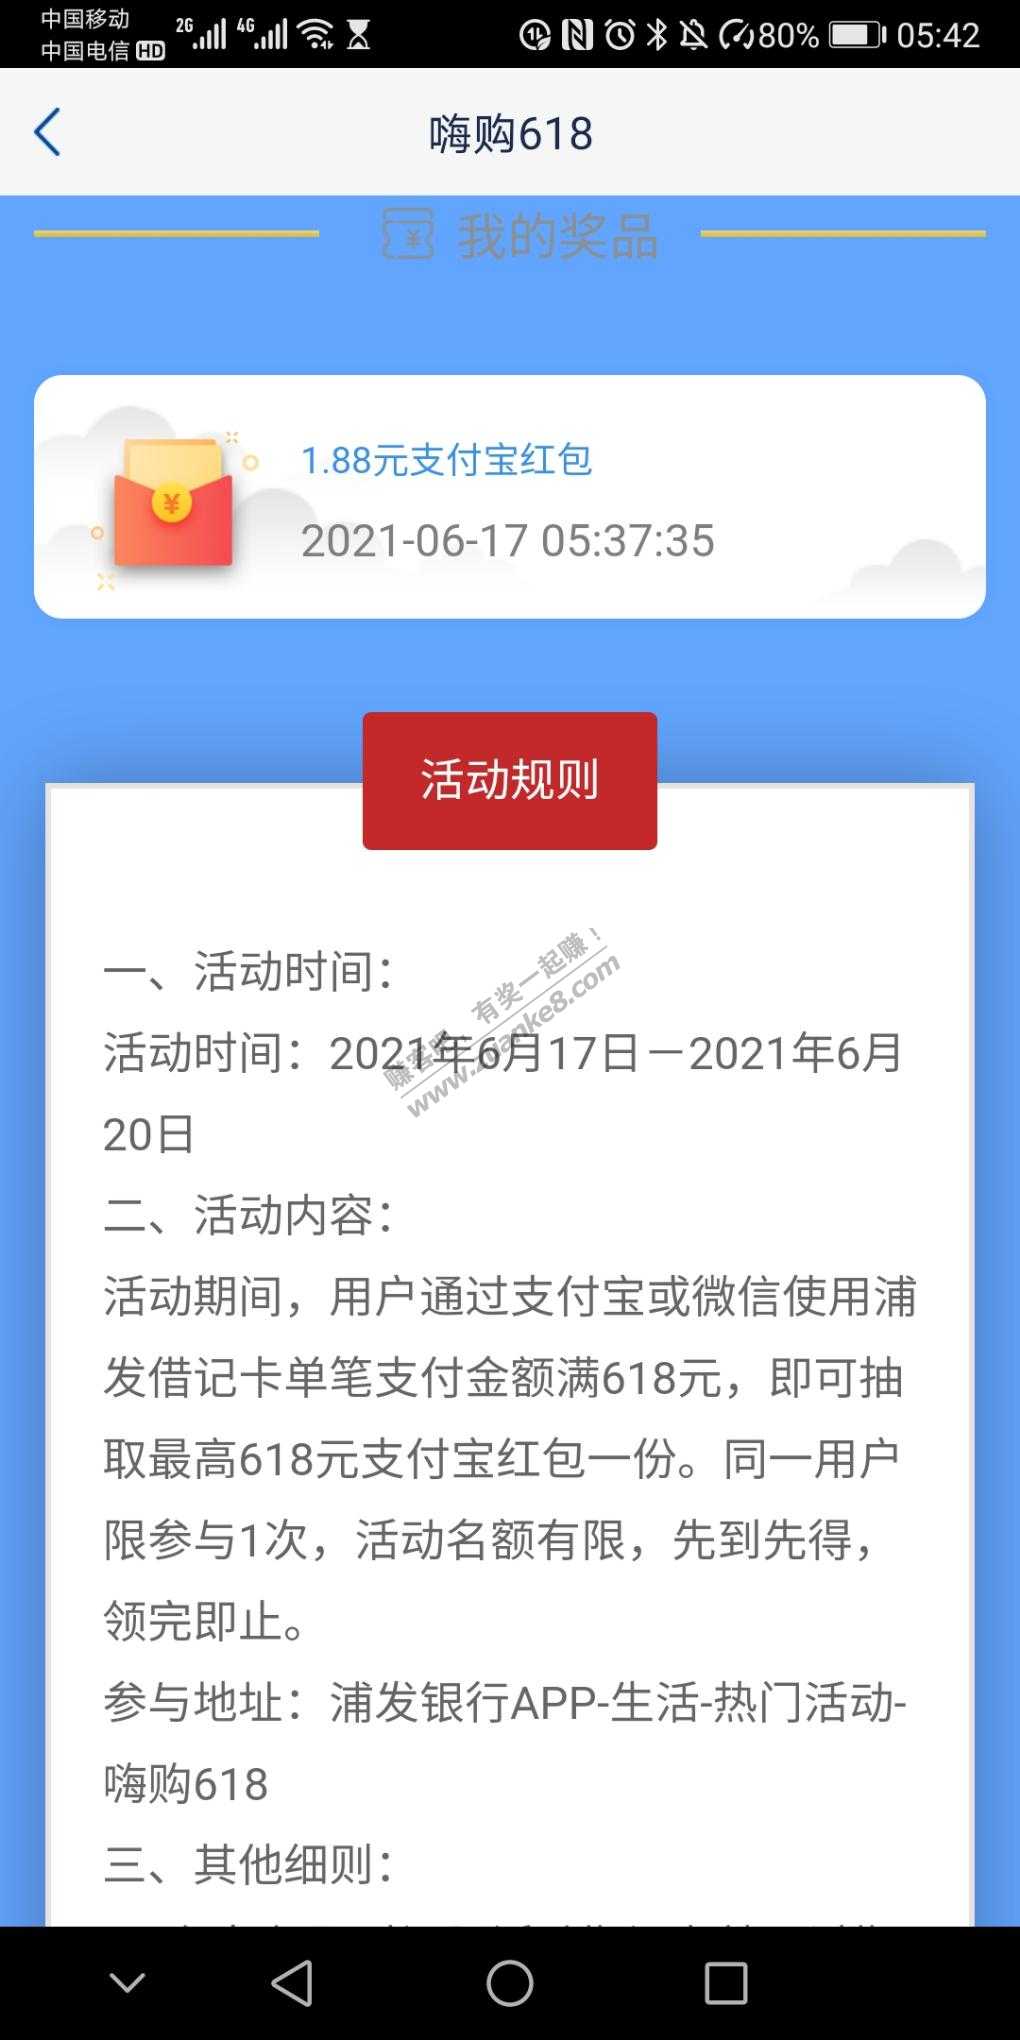 中国移动
中国电信 HD
2G 4G
80% 05:42
嗨购618
¥ 我的奖品
¥
1.88元支付宝红包
2021-06-17 05:37:35
活动规则
一、活动时间：
活动时间：2021年6月17日－2021年6月
20日
二、活动内容：
活动期间，用户通过支付宝或微信使用浦
发借记卡单笔支付金额满618元，即可抽
取最高618元支付宝红包一份。同一用户
限参与1次，活动名额有限，先到先得，
领完即止。
参与地址：浦发银行APP-生活-热门活动-
嗨购618
三、其他细则：
赚客吧，有奖一起赚！
www.zuanke8.com